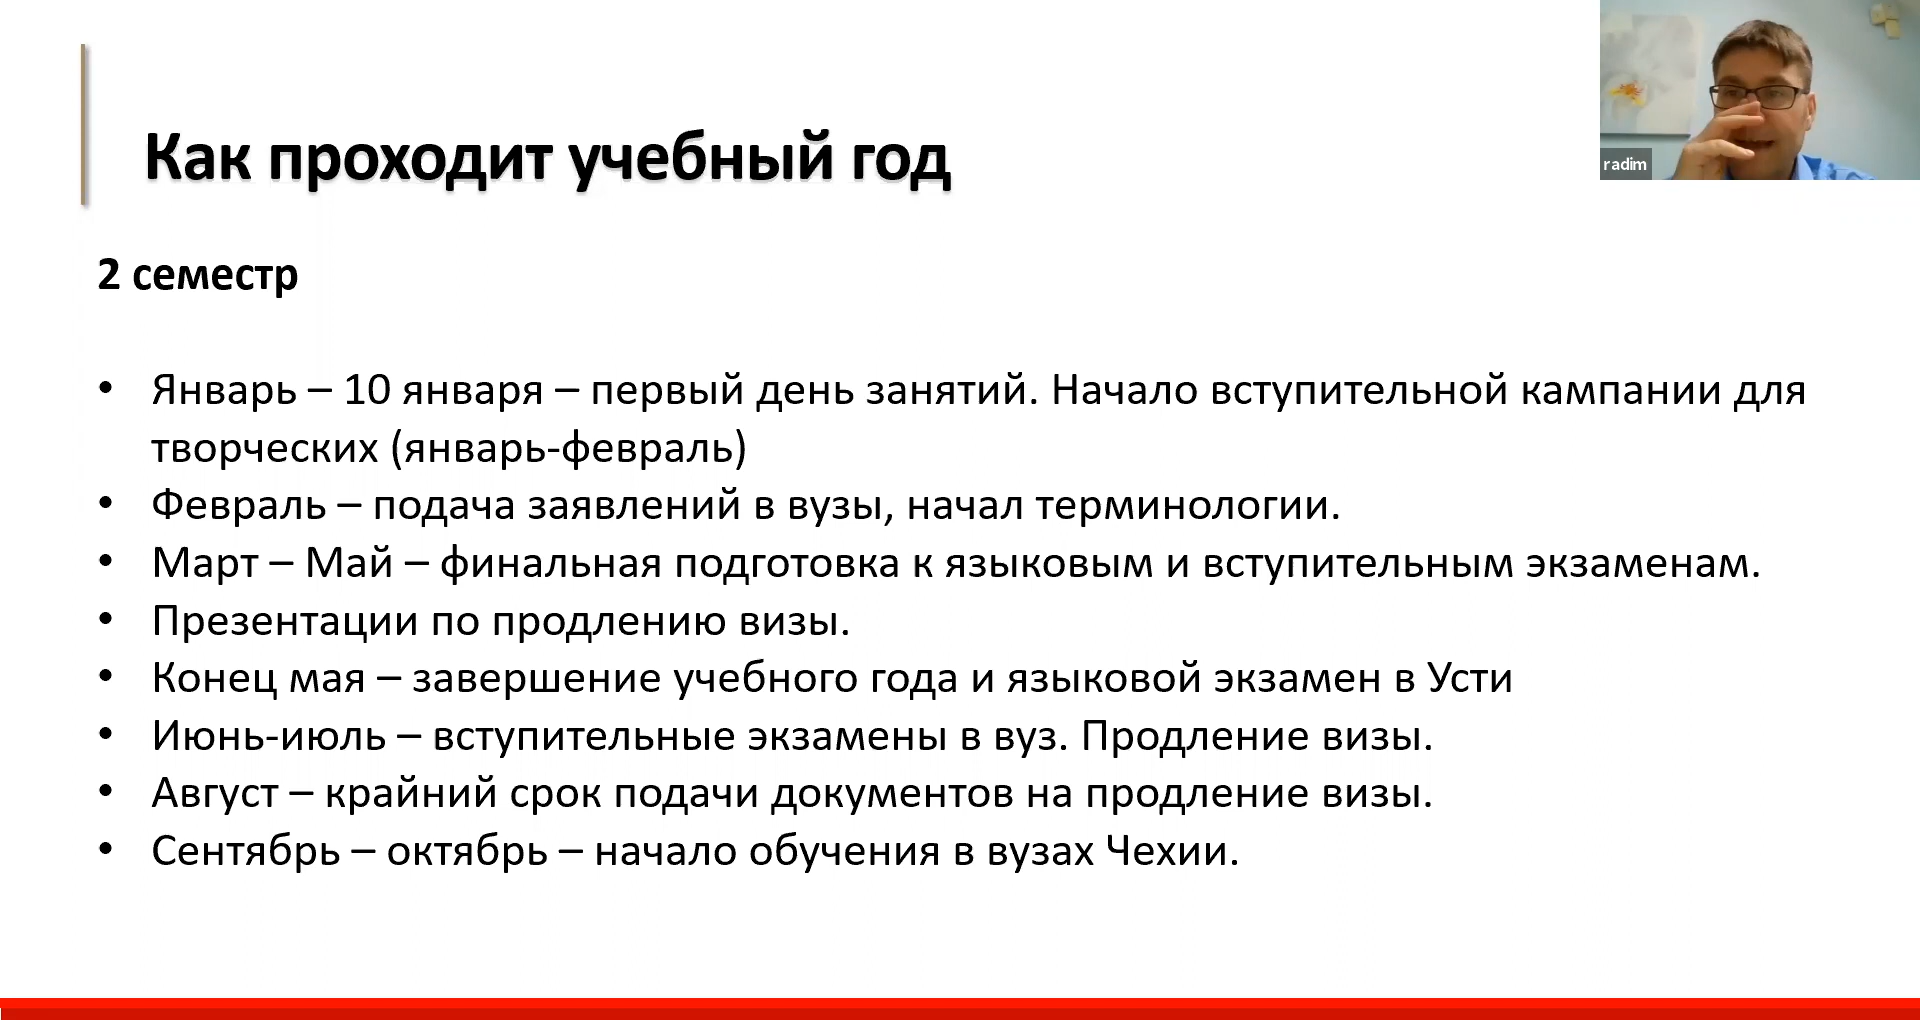 Как проходит учебный год
radim
2 семестр
• Январь – 10 января – первый день занятий. Начало вступительной кампании для
творческих (январь-февраль)
• Февраль – подача заявлений в вузы, начал терминологии.
• Март – Май – финальная подготовка к языковым и вступительным экзаменам.
• Презентации по продлению визы.
• Конец мая – завершение учебного года и языковой экзамен в Усти
• Июнь-июль – вступительные экзамены в вуз. Продление визы.
• Август – крайний срок подачи документов на продление визы.
• Сентябрь – октябрь – начало обучения в вузах Чехии.